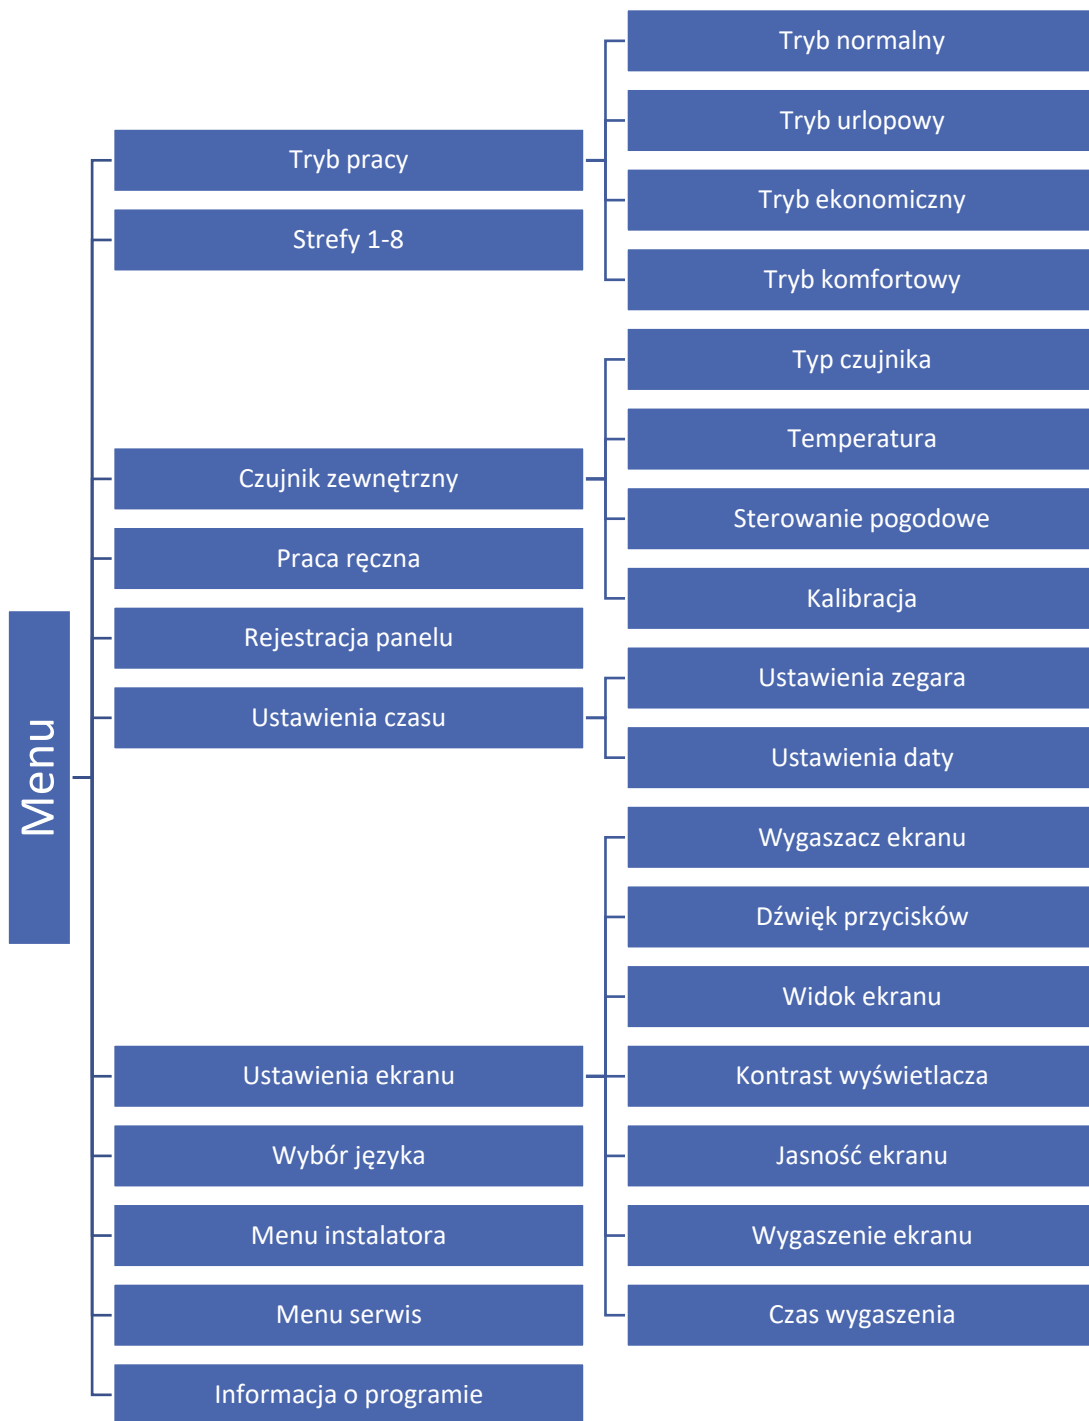 Menu
Tryb pracy
Tryb normalny
Tryb urlopowy
Tryb ekonomiczny
Tryb komfortowy
Strefy 1-8
Czujnik zewnętrzny
Typ czujnika
Temperatura
Sterowanie pogodowe
Kalibracja
Praca ręczna
Rejestracja panelu
Ustawienia czasu
Ustawienia zegara
Ustawienia daty
Ustawienia ekranu
Wygaszacz ekranu
Dźwięk przycisków
Widok ekranu
Kontrast wyświetlacza
Jasność ekranu
Wygaszenie ekranu
Czas wygaszenia
Wybór języka
Menu instalatora
Menu serwis
Informacja o programie